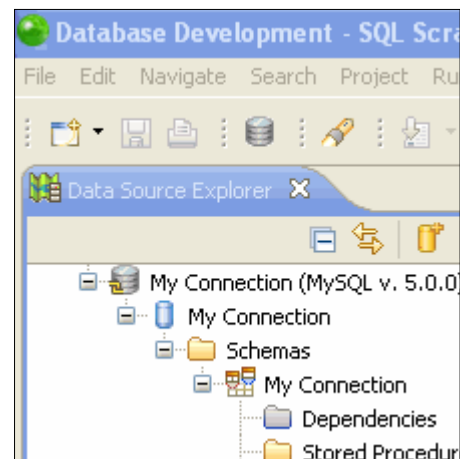 Database Development - SQL Scra
File Edit Navigate Search Project Ru
Data Source Explorer
My Connection (MySQL v. 5.0.0)
My Connection
Schemas
My Connection
Dependencies
Stored Procedur